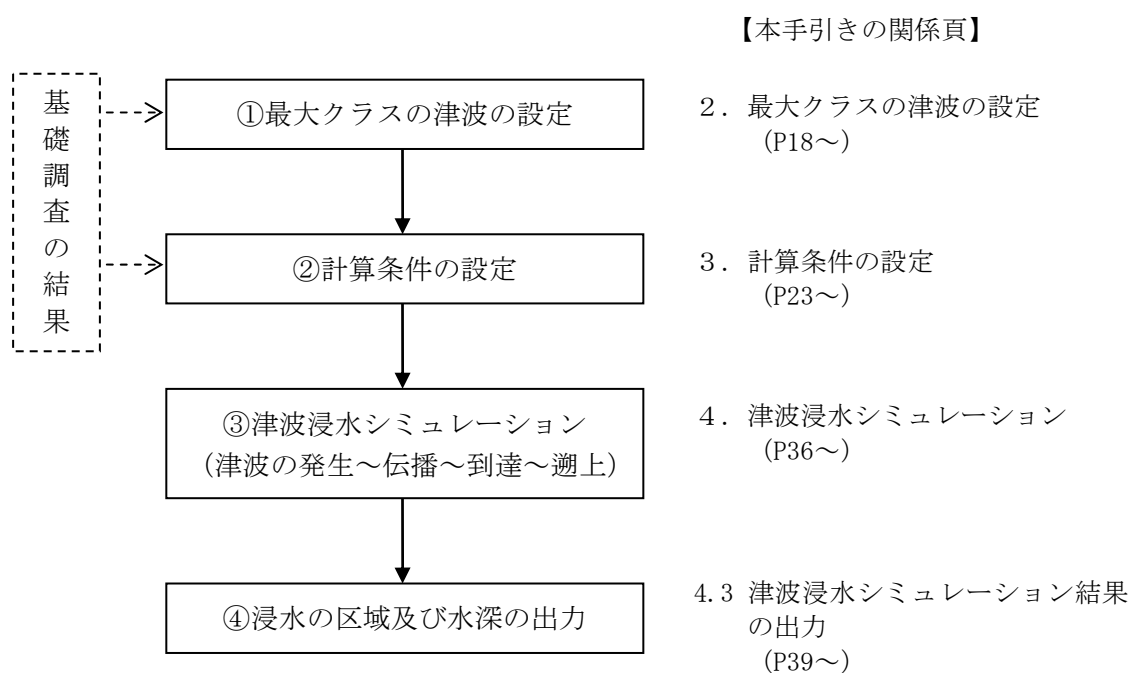 【本手引きの関係頁】
基礎調査の結果
①最大クラスの津波の設定
2．最大クラスの津波の設定
(P18～)
②計算条件の設定
3．計算条件の設定
(P23～)
③津波浸水シミュレーション
(津波の発生～伝播～到達～遡上)
4．津波浸水シミュレーション
(P36～)
④浸水の区域及び水深の出力
4.3 津波浸水シミュレーション結果
の出力
(P39～)